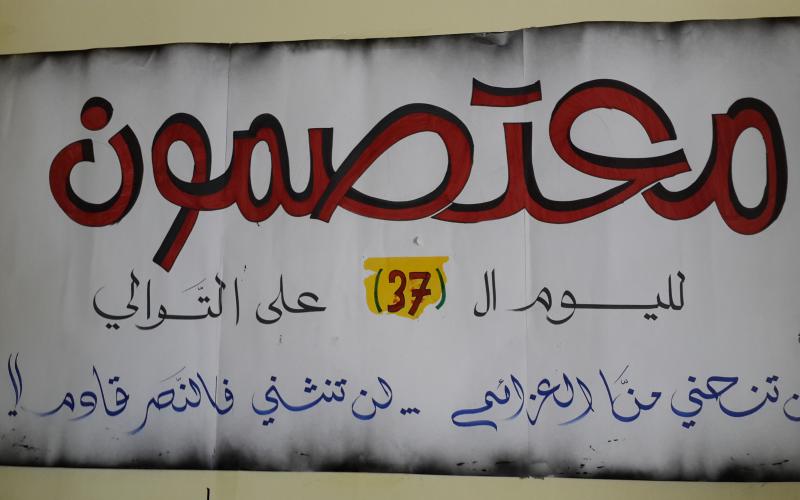 معتصمون
لليوم ال (37) على التَّوالي
تنحني منَّا العزائم ... لن تنثني فالنَّصر قادم !!